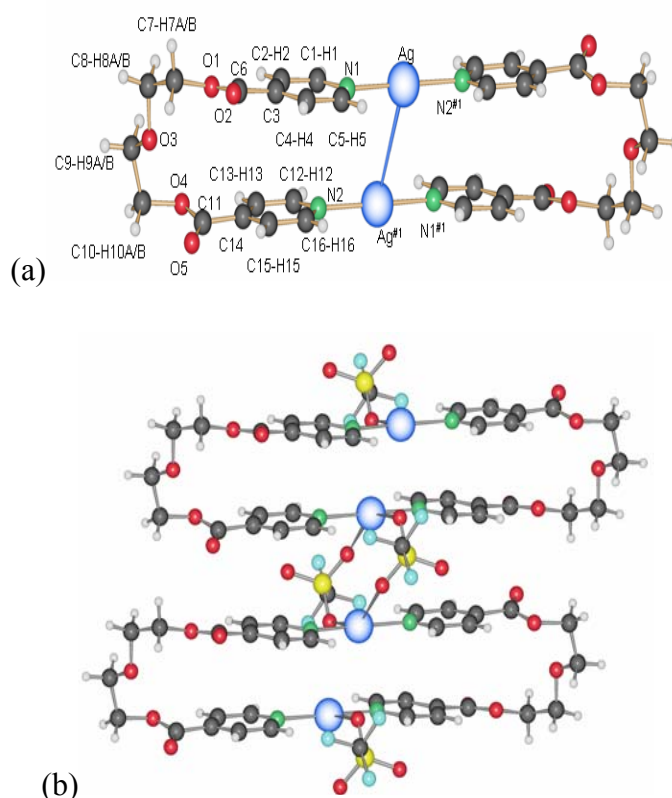 C7-H7A/B
C8-H8A/B
O1
C6
C2-H2
C1-H1
N1
Ag
O2
C3
N2#1
O3
C4-H4
C5-H5
C9-H9A/B
O4
C13-H13
C12-H12
N2
C11
C10-H10A/B
C14
C16-H16
Ag#1
N1#1
O5
C15-H15
(a)
(b)